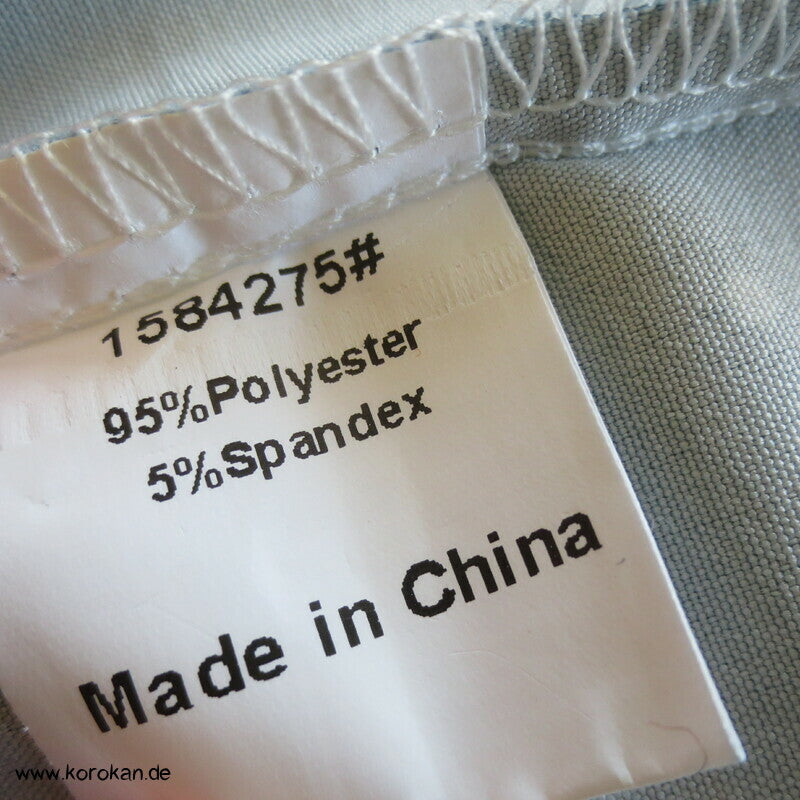 1584275#
95%Polyester
5%Spandex
Made in China
www.korokan.de